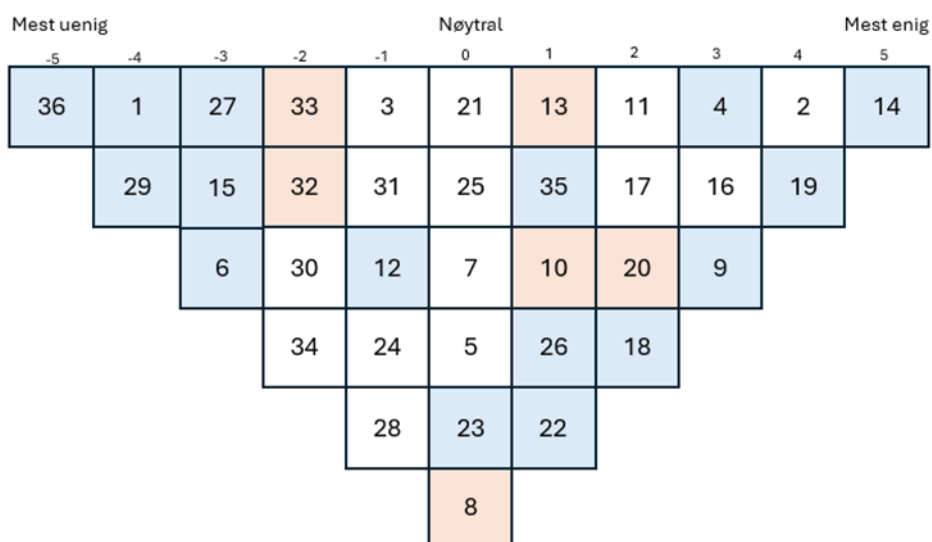 Mest uenig Nøytral Mest enig
-5 -4 -3 -2 -1 0 1 2 3 4 5
36 1 27 33 3 21 13 11 4 2 14
29 15 32 31 25 35 17 16 19
6 30 12 7 10 20 9
34 24 5 26 18
28 23 22
8